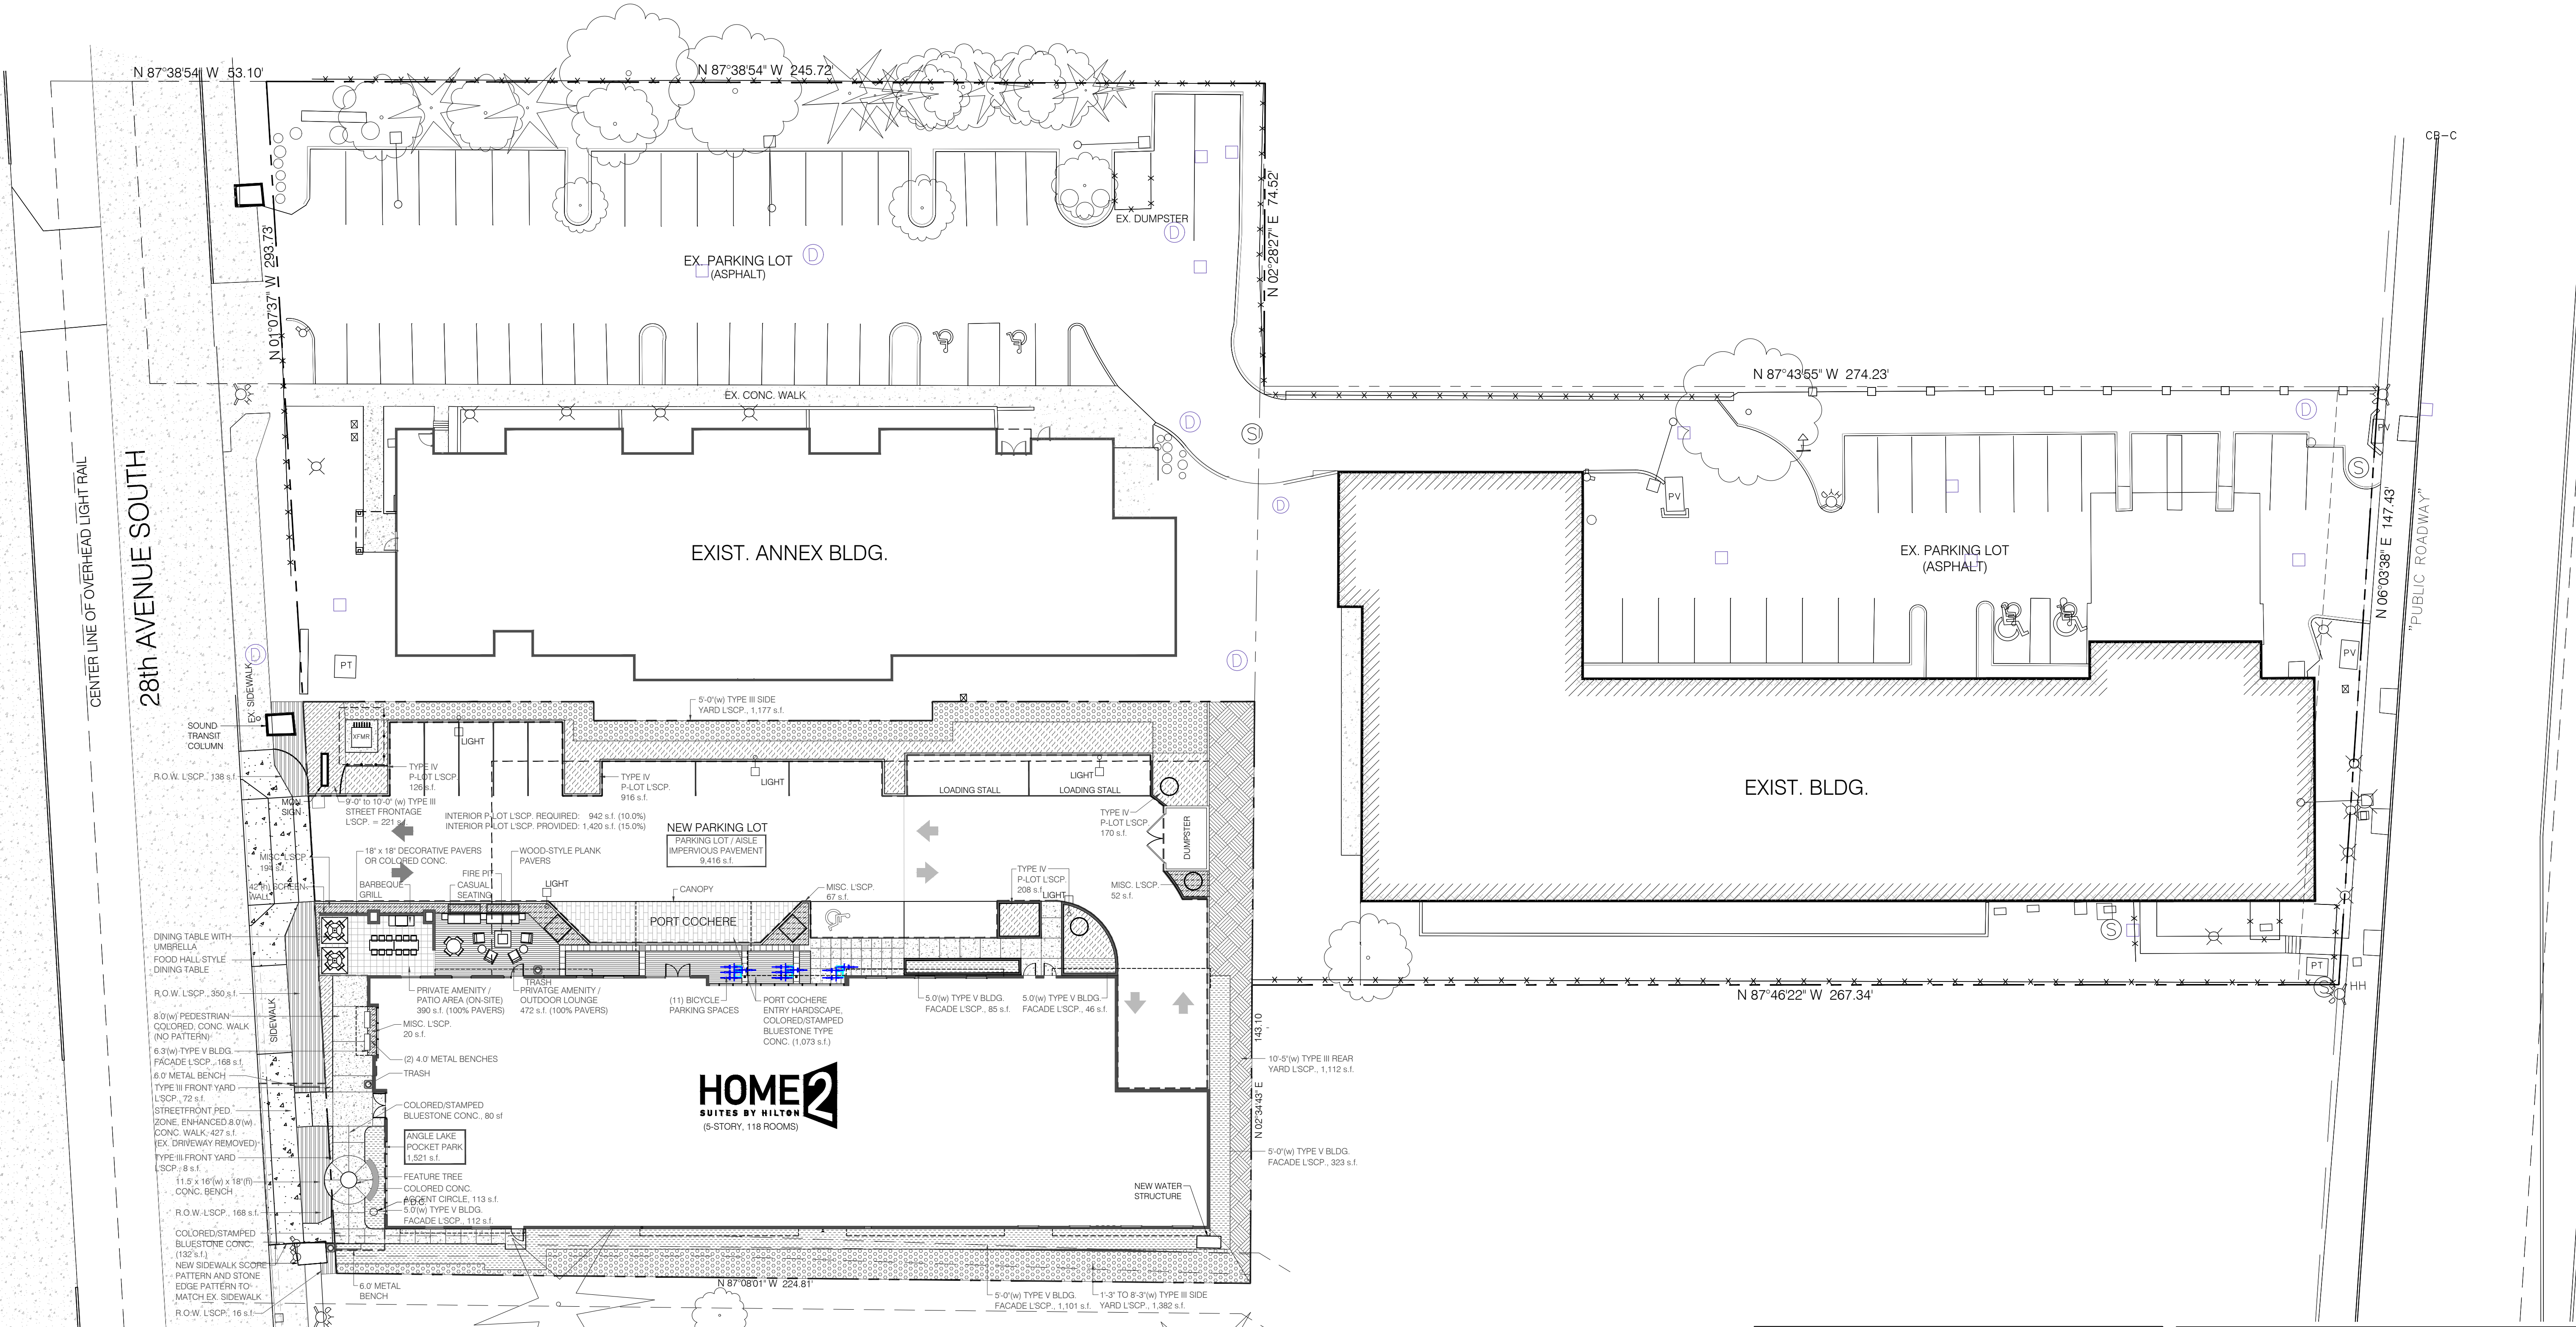 N 87°38'54" W  53.10'
N 87°38'54" W  245.72'
CB-C
N 01°07'37" W  293.73'
N 02°28'27" E  74.52'
EX. DUMPSTER
D
D
EX. PARKING LOT
(ASPHALT)
EX. CONC. WALK
N 87°43'55" W  274.23'
D
S
D
PV
S
PV
D
CENTER LINE OF OVERHEAD LIGHT RAIL
28th AVENUE SOUTH
EXIST. ANNEX BLDG.
EX. PARKING LOT
(ASPHALT)
N 06°03'38" E  147.43'
"PUBLIC ROADWAY"
D
PT
D
PV
EX. SIDEWALK
SOUND
TRANSIT
COLUMN
5'-0"(w) TYPE III SIDE
YARD L'SCP., 1,177 s.f.
XFMR
LIGHT
R.O.W. L'SCP., 138 s.f.
TYPE IV
P-LOT L'SCP.
126 s.f.
TYPE IV
P-LOT L'SCP.
916 s.f.
LIGHT
LIGHT
LOADING STALL
LOADING STALL
MON.
SIGN
9'-0" to 10'-0" (w) TYPE III
STREET FRONTAGE
L'SCP. = 221 s.f.
INTERIOR P-LOT L'SCP. REQUIRED:   942 s.f. (10.0%)
INTERIOR P-LOT L'SCP. PROVIDED: 1,420 s.f. (15.0%)
NEW PARKING LOT
PARKING LOT / AISLE
IMPERVIOUS PAVEMENT
9,416 s.f.
TYPE IV
P-LOT L'SCP.
170 s.f.
DUMPSTER
EXIST. BLDG.
MISC. L'SCP.
194 s.f.
18" x 18" DECORATIVE PAVERS
OR COLORED CONC.
WOOD-STYLE PLANK
PAVERS
42"(h) SCREEN
WALL
BARBEQUE
GRILL
FIRE PIT
CASUAL
SEATING
LIGHT
CANOPY
MISC. L'SCP.
67 s.f.
TYPE IV
P-LOT L'SCP.
208 s.f.
LIGHT
MISC. L'SCP.
52 s.f.
PORT COCHERE
DINING TABLE WITH
UMBRELLA
FOOD HALL STYLE
DINING TABLE
S
PT
S
HH
N 87°46'22" W  267.34'
TRASH
R.O.W. L'SCP., 350 s.f.
SIDEWALK
PRIVATE AMENITY /
PATIO AREA (ON-SITE)
390 s.f. (100% PAVERS)
PRIVATGE AMENITY /
OUTDOOR LOUNGE
472 s.f. (100% PAVERS)
(11) BICYCLE
PARKING SPACES
PORT COCHERE
ENTRY HARDSCAPE,
COLORED/STAMPED
BLUESTONE TYPE
CONC. (1,073 s.f.)
5.0'(w) TYPE V BLDG.
FACADE L'SCP., 85 s.f.
5.0'(w) TYPE V BLDG.
FACADE L'SCP., 46 s.f.
8.0'(w) PEDESTRIAN
COLORED, CONC. WALK
(NO PATTERN)
MISC. L'SCP.
20 s.f.
6.3'(w) TYPE V BLDG.
FACADE L'SCP., 168 s.f.
(2) 4.0' METAL BENCHES
TRASH
6.0' METAL BENCH
TYPE III FRONT YARD
L'SCP., 72 s.f.
STREETFRONT PED.
ZONE, ENHANCED 8.0'(w)
CONC. WALK, 427 s.f.
(EX. DRIVEWAY REMOVED)
COLORED/STAMPED
BLUESTONE CONC., 80 sf
ANGLE LAKE
POCKET PARK
1,521 s.f.
HOME2
SUITES BY HILTON
(5-STORY, 118 ROOMS)
N 02°34'43" E    143.10
10'-5"(w) TYPE III REAR
YARD L'SCP., 1,112 s.f.
5'-0"(w) TYPE V BLDG.
FACADE L'SCP., 323 s.f.
TYPE III FRONT YARD
L'SCP., 8 s.f.
11.5' x 16"(w) x 18"(h)
CONC. BENCH
FEATURE TREE
COLORED CONC.
ACCENT CIRCLE, 113 s.f.
F.D.C.
5.0'(w) TYPE V BLDG.
FACADE L'SCP., 112 s.f.
NEW WATER
STRUCTURE
R.O.W. L'SCP., 168 s.f.
COLORED/STAMPED
BLUESTONE CONC.
(132 s.f.)
NEW SIDEWALK SCORE
PATTERN AND STONE
EDGE PATTERN TO
MATCH EX. SIDEWALK
R.O.W. L'SCP., 16 s.f.
6.0' METAL
BENCH
N 87°08'01" W  224.81'
5'-0"(w) TYPE V BLDG.
FACADE L'SCP., 1,101 s.f.
1'-3" TO 8'-3"(w) TYPE III SIDE
YARD L'SCP., 1,382 s.f.